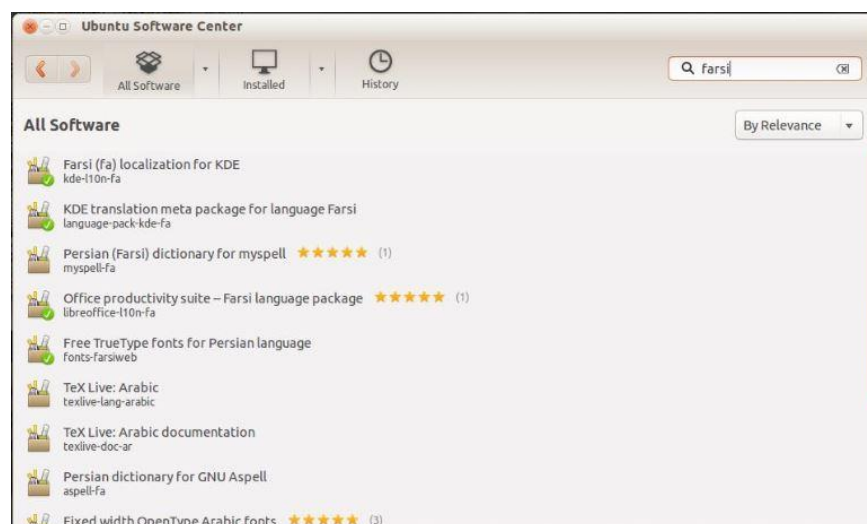 Ubuntu Software Center
All Software
Installed
History
farsi
All Software
By Relevance
Farsi (fa) localization for KDE
kde-l10n-fa
KDE translation meta package for language Farsi
language-pack-kde-fa
Persian (Farsi) dictionary for myspell (1)
myspell-fa
Office productivity suite – Farsi language package (1)
libreoffice-l10n-fa
Free TrueType fonts for Persian language
fonts-farsiweb
TeX Live: Arabic
texlive-lang-arabic
TeX Live: Arabic documentation
texlive-doc-ar
Persian dictionary for GNU Aspell
aspell-fa
Fixed width OpenType Arabic fonts (3)